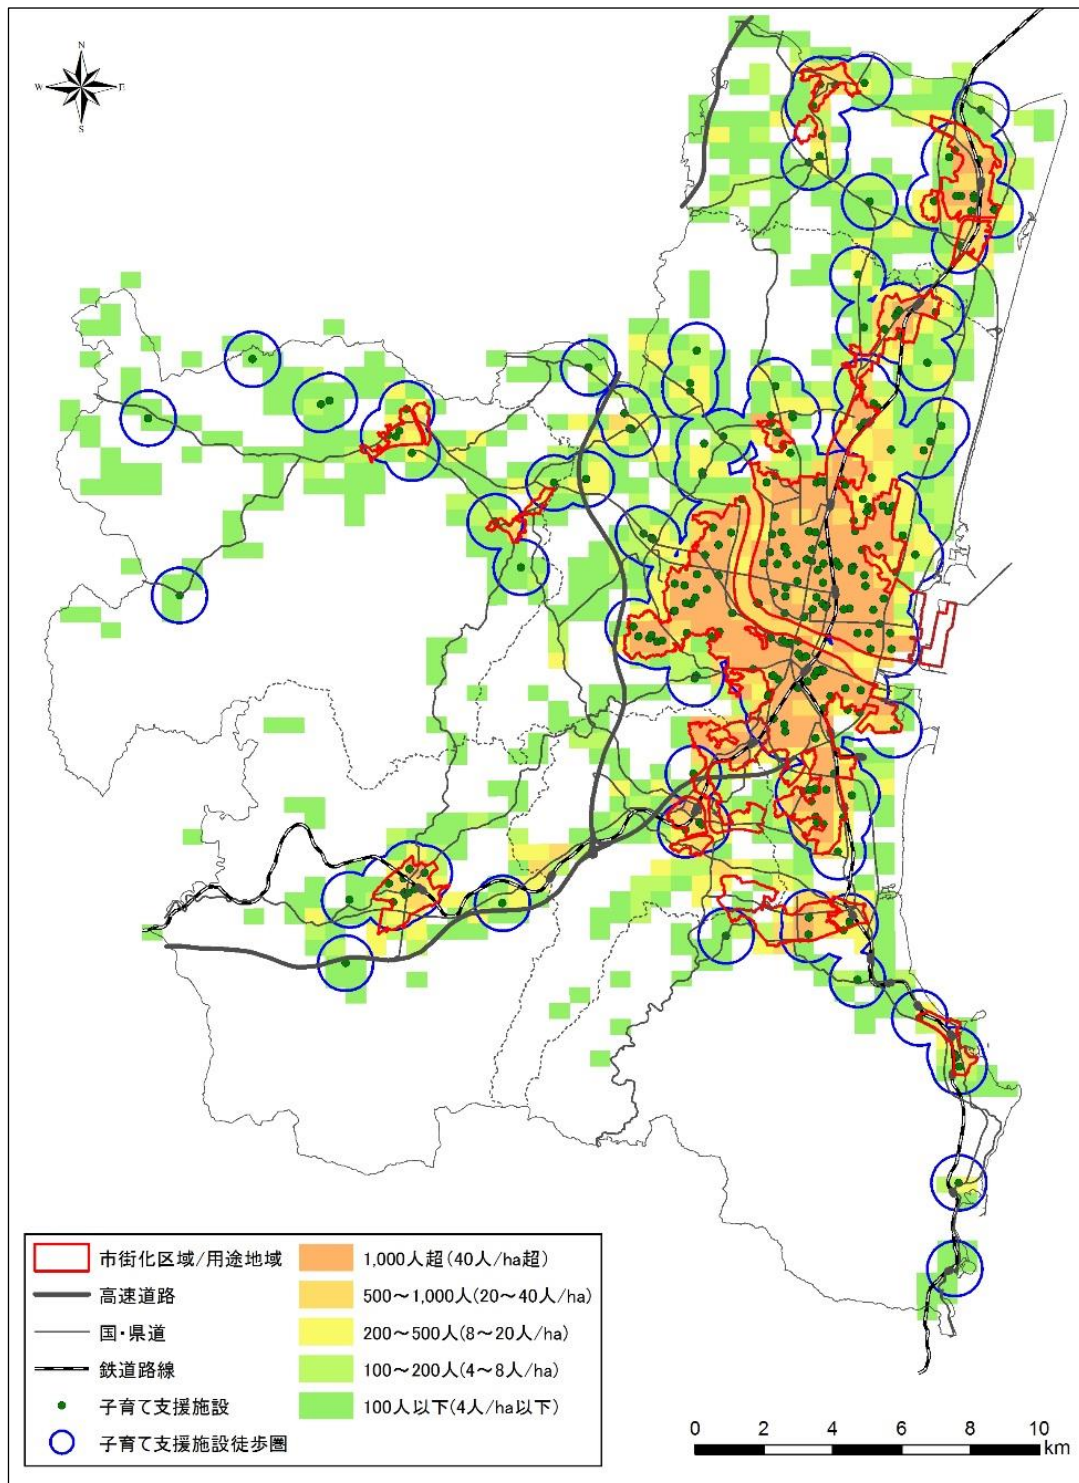 N
W E
S
市街化区域/用途地域
高速道路
国・県道
鉄道路線
子育て支援施設
子育て支援施設徒歩圏
1,000人超(40人/ha超)
500～1,000人(20～40人/ha)
200～500人(8～20人/ha)
100～200人(4～8人/ha)
100人以下(4人/ha以下)
0 2 4 6 8 10
km